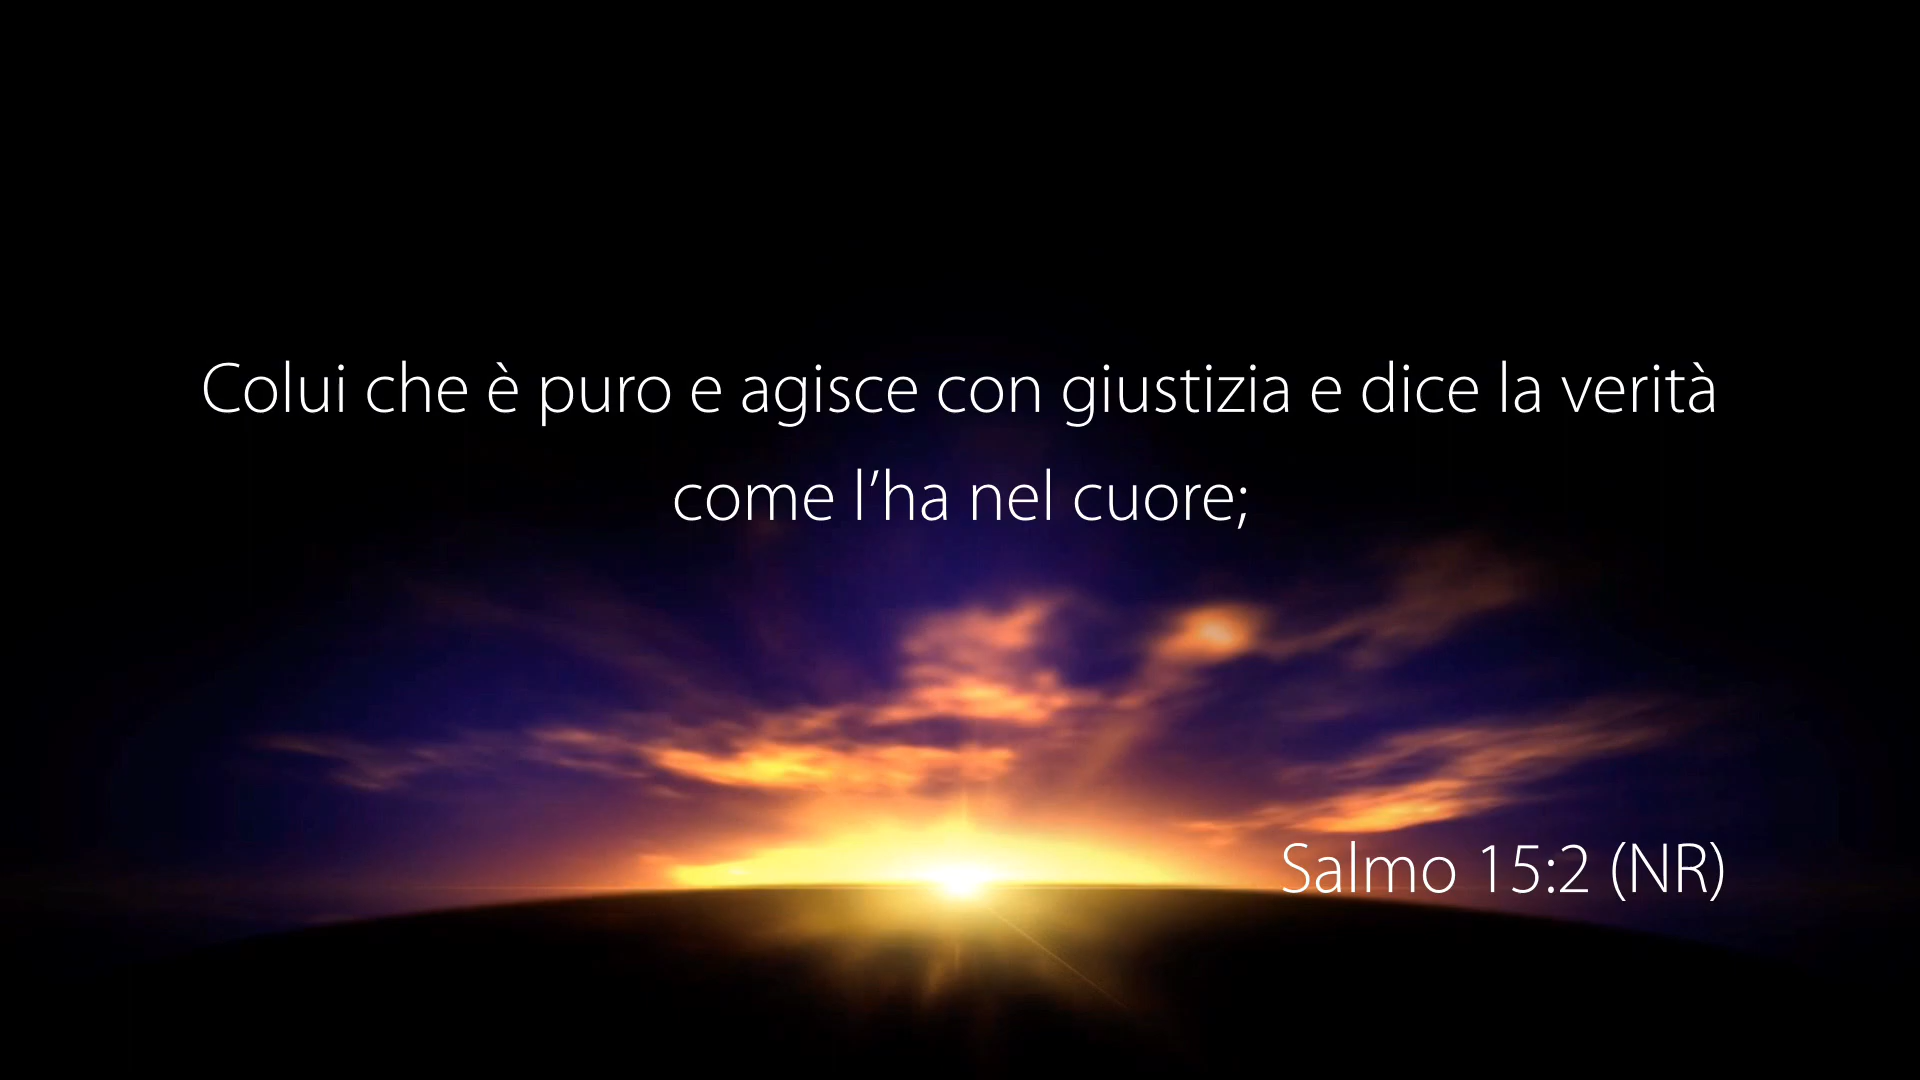 Colui che è puro e agisce con giustizia e dice la verità
come l’ha nel cuore;
Salmo 15:2 (NR)